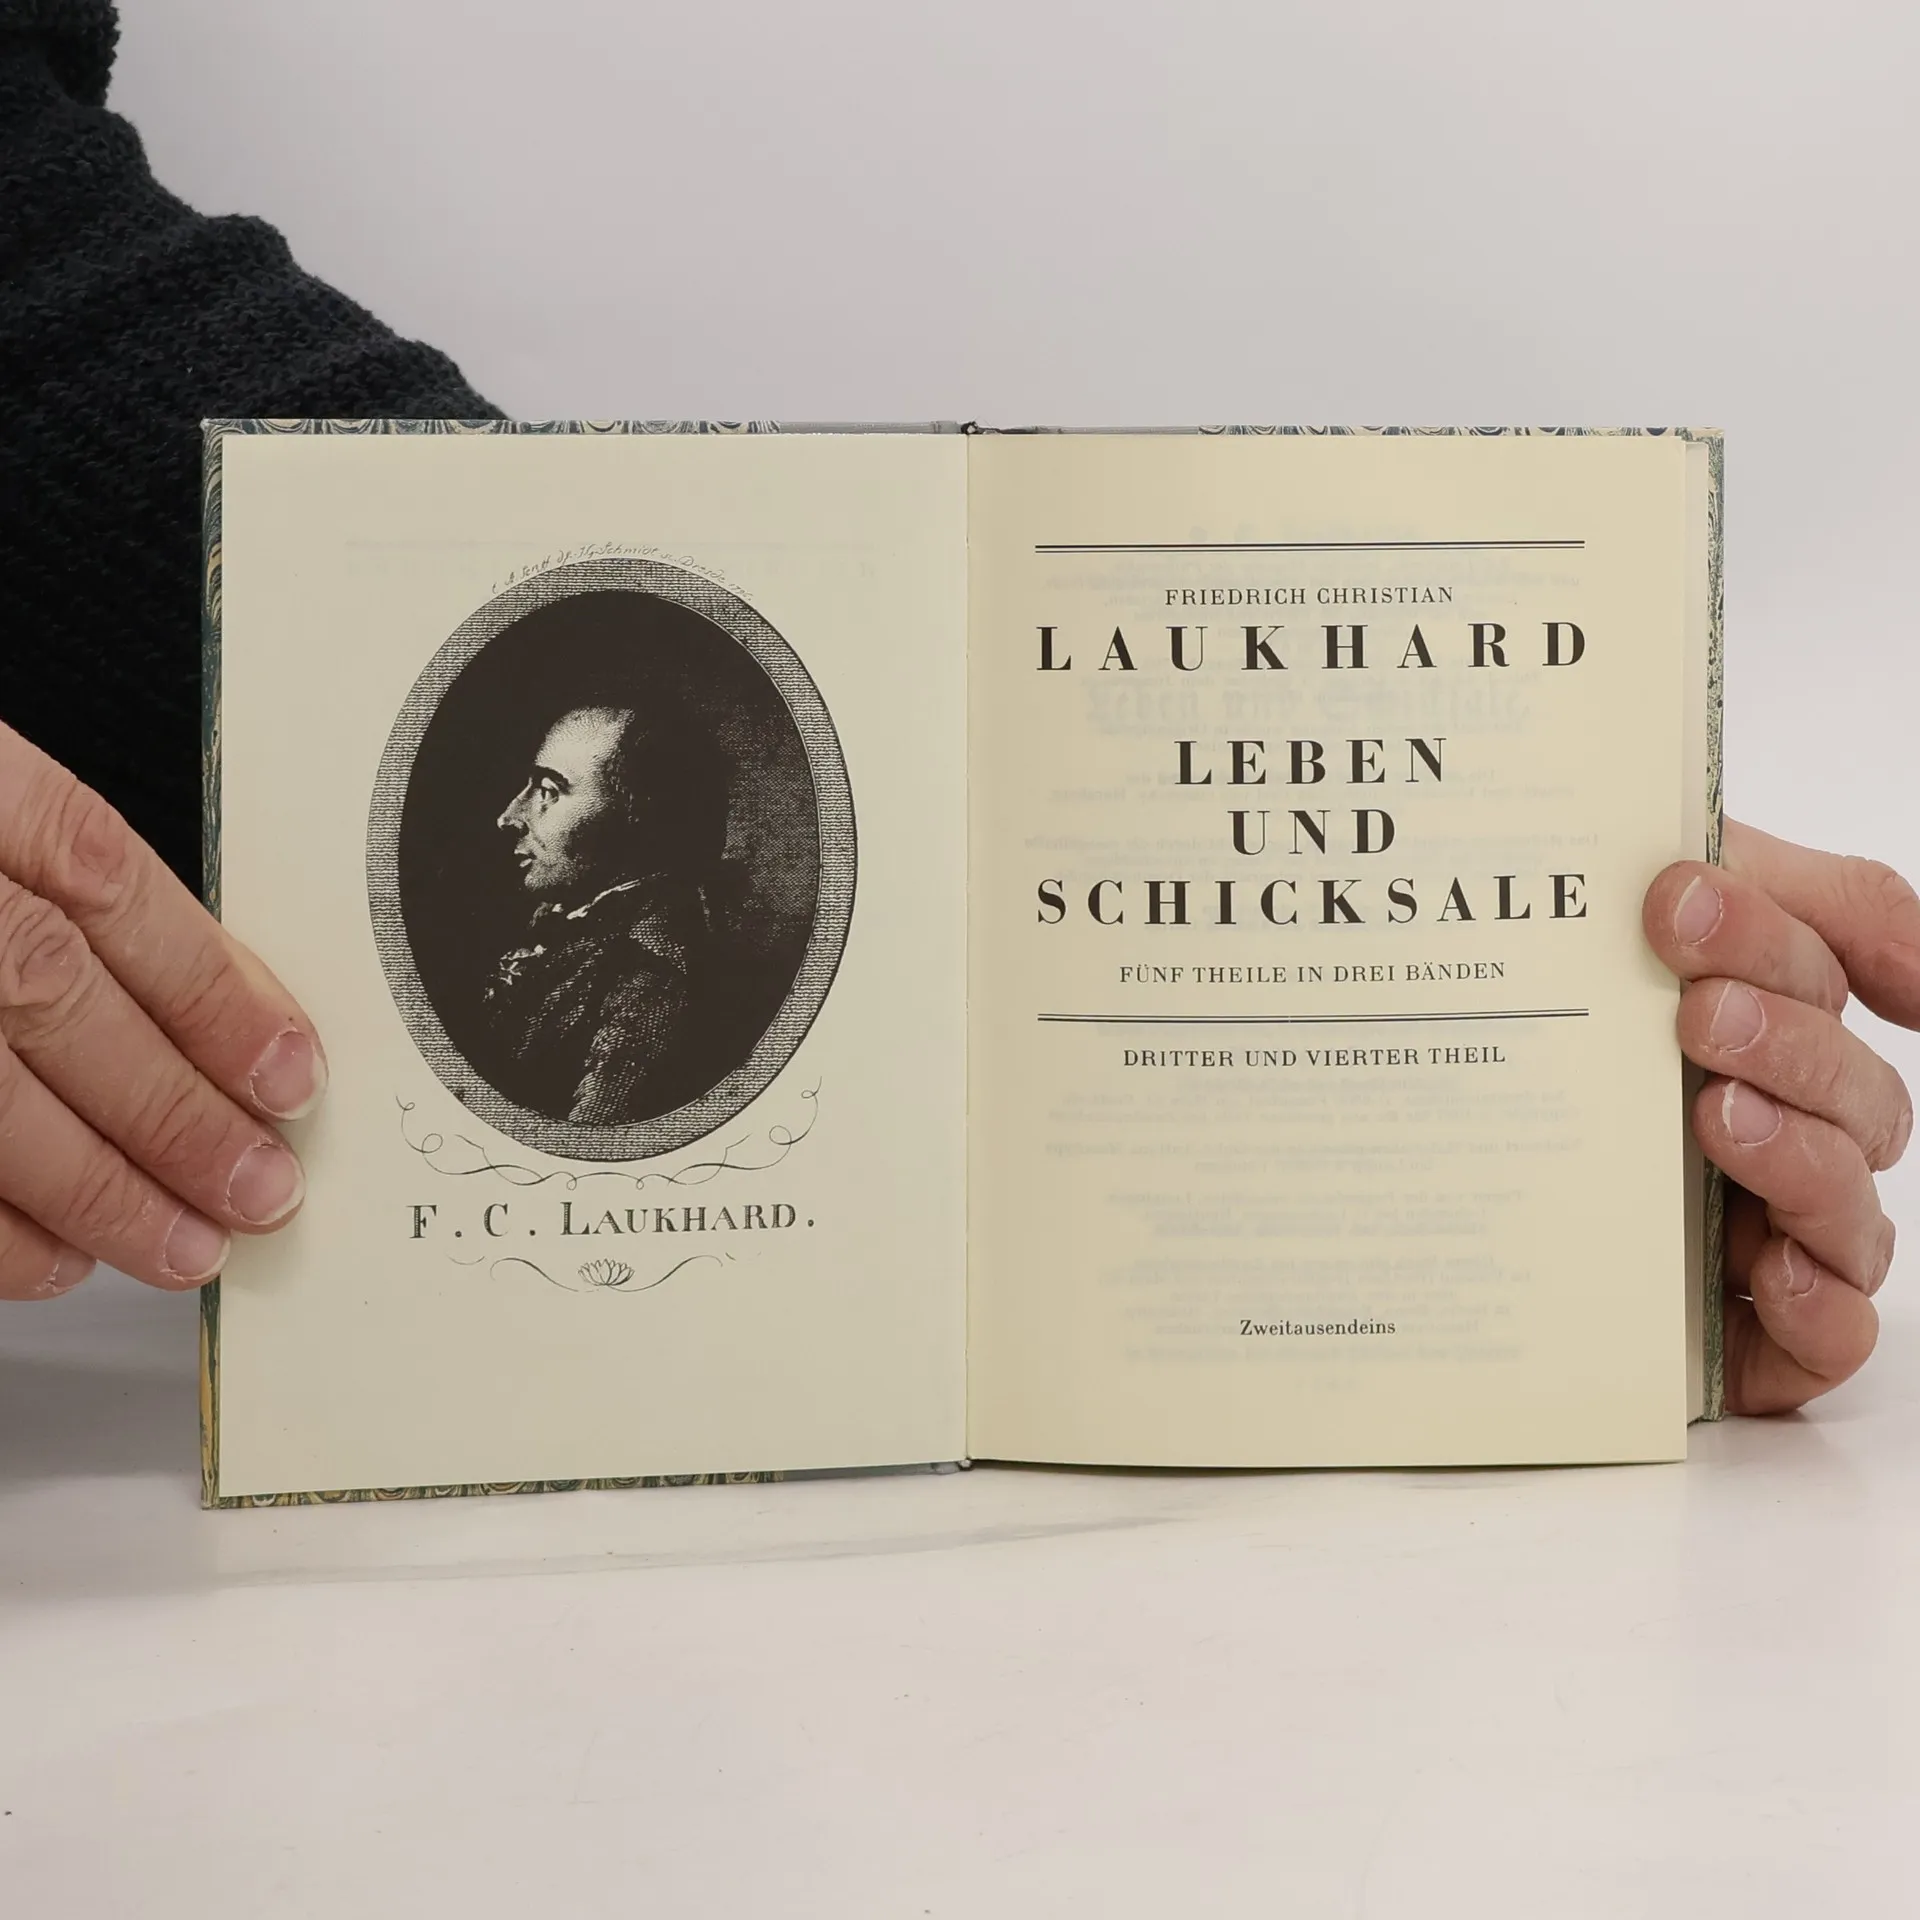 F. C. LAUKHARD.
FRIEDRICH CHRISTIAN
LAUKHARD
LEBEN
UND
SCHICKSALE
FÜNF THEILE IN DREI BÄNDEN
DRITTER UND VIERTER THEIL
Zweitausendeins